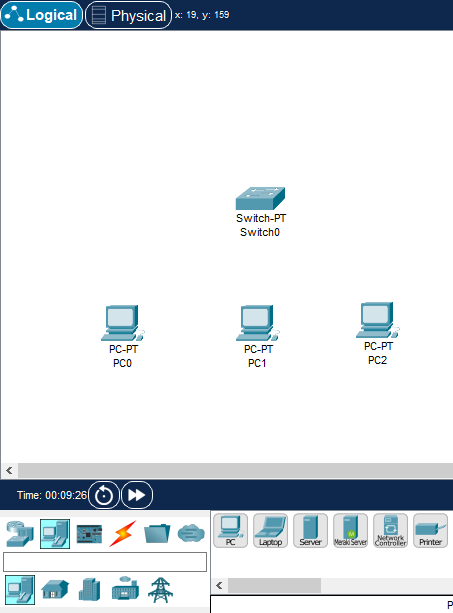 Logical Physical x: 19, y: 159
Switch-PT
Switch0
PC-PT
PC0
PC-PT
PC1
PC-PT
PC2
Time: 00:09:26
PC Laptop Server Meraki Server Network Controller Printer
P